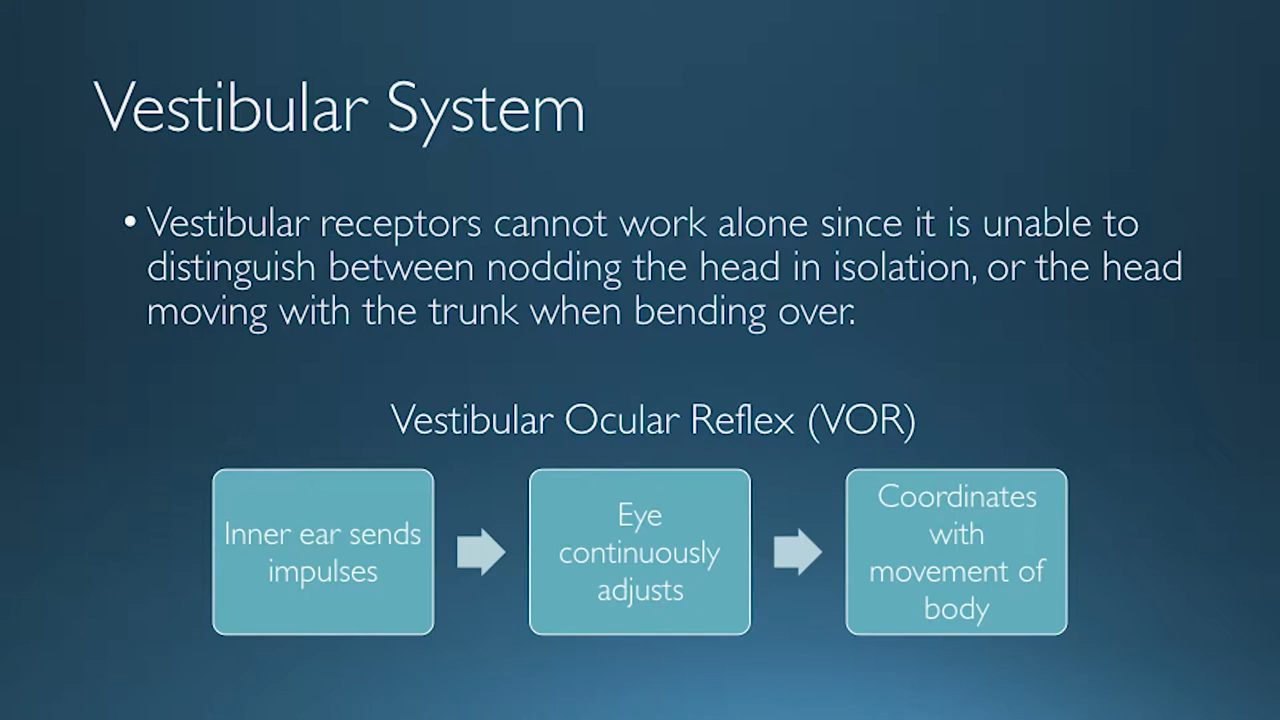 Vestibular System
• Vestibular receptors cannot work alone since it is unable to
distinguish between nodding the head in isolation, or the head
moving with the trunk when bending over.
Vestibular Ocular Reflex (VOR)
Inner ear sends
impulses
Eye
continuously
adjusts
Coordinates
with
movement of
body